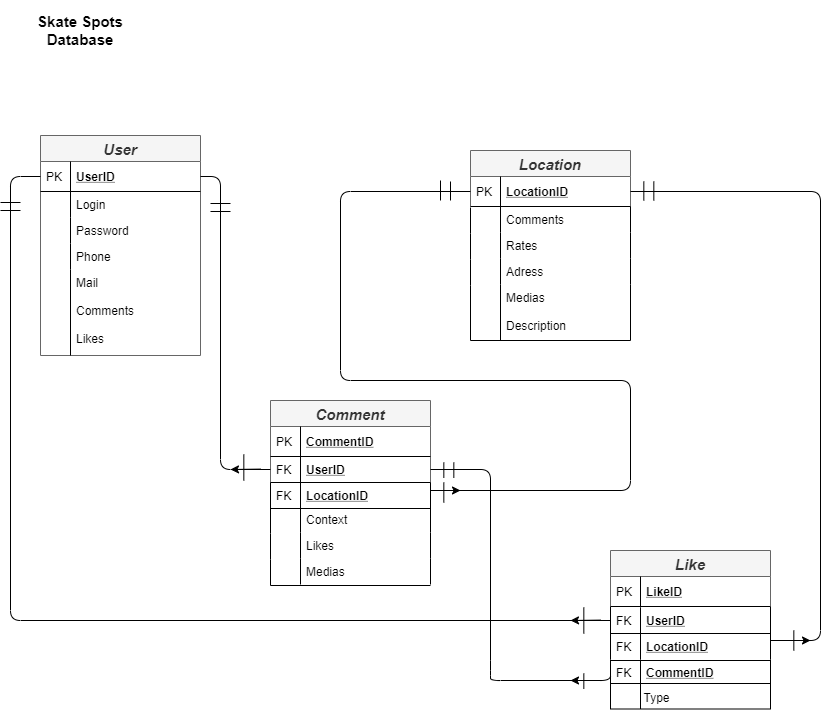 Skate Spots
Database
User
PK UserID
Login
Password
Phone
Mail
Comments
Likes
Location
PK LocationID
Comments
Rates
Adress
Medias
Description
Comment
PK CommentID
FK UserID
FK LocationID
Context
Likes
Medias
Like
PK LikeID
FK UserID
FK LocationID
FK CommentID
Type